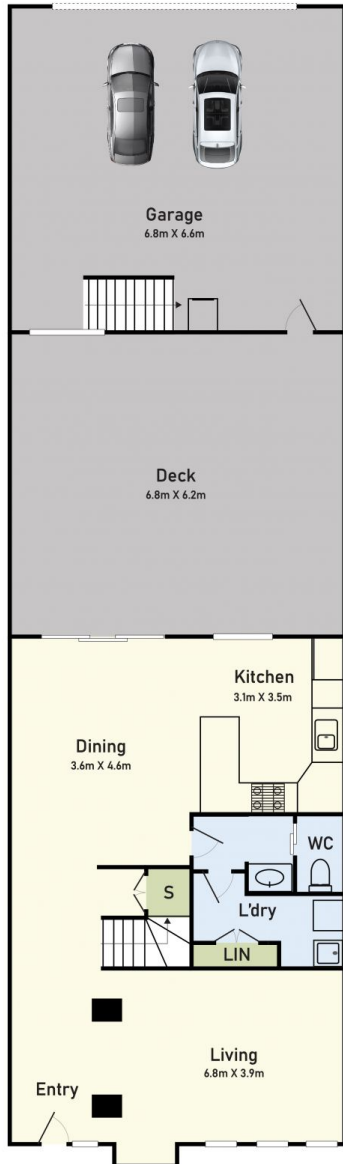 Garage
6.8m X 6.6m
Deck
6.8m X 6.2m
Kitchen
3.1m X 3.5m
Dining
3.6m X 4.6m
WC
S
L'dry
LIN
Living
6.8m X 3.9m
Entry